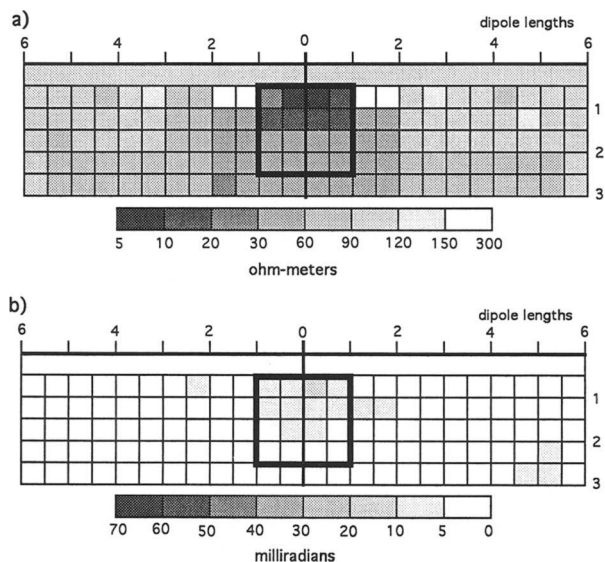 a)
dipole lengths
6 4 2 0 2 4 6
1
2
3
5 10 20 30 60 90 120 150 300
ohm-meters
b)
dipole lengths
6 4 2 0 2 4 6
1
2
3
70 60 50 40 30 20 10 5 0
milliradians